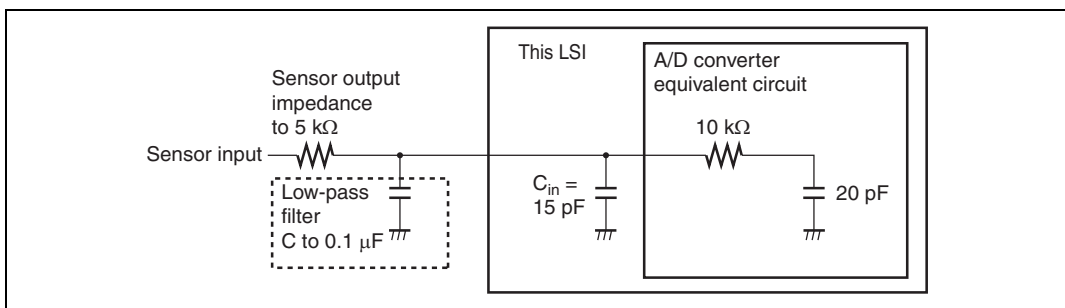 This LSI
A/D converter
equivalent circuit
Sensor output
impedance
to 5 kΩ
10 kΩ
Sensor input
Low-pass
filter
C to 0.1 μF
Cin =
15 pF
20 pF